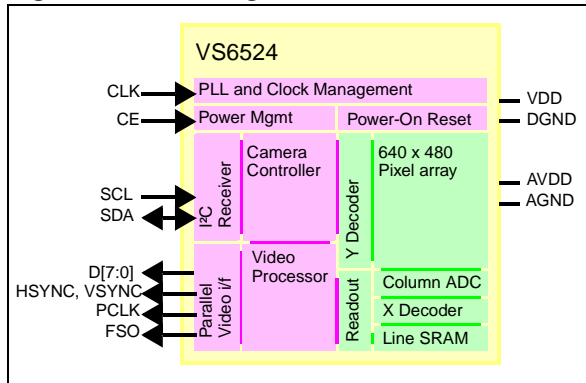 VS6524
CLK
PLL and Clock Management
VDD
CE
Power Mgmt
Power-On Reset
DGND
I²C
Receiver
Camera
Controller
Y Decoder
640 x 480
Pixel array
AVDD
AGND
SCL
SDA
D[7:0]
HSYNC, VSYNC
PCLK
FSO
Parallel
Video i/f
Video
Processor
Readout
Column ADC
X Decoder
Line SRAM